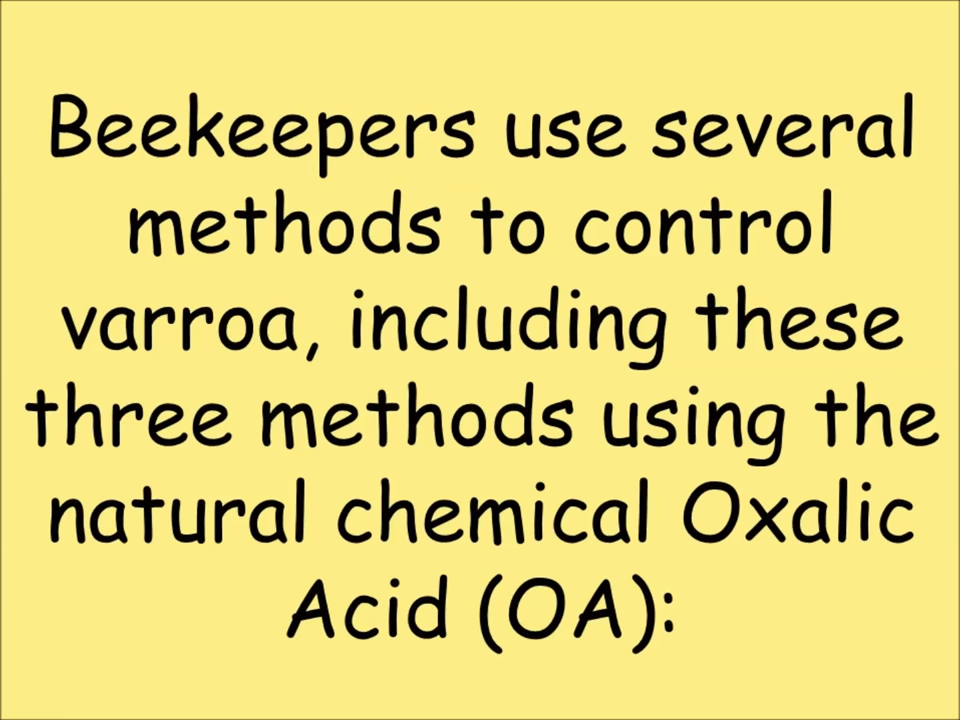 Beekeepers use several
methods to control
varroa, including these
three methods using the
natural chemical Oxalic
Acid (OA):